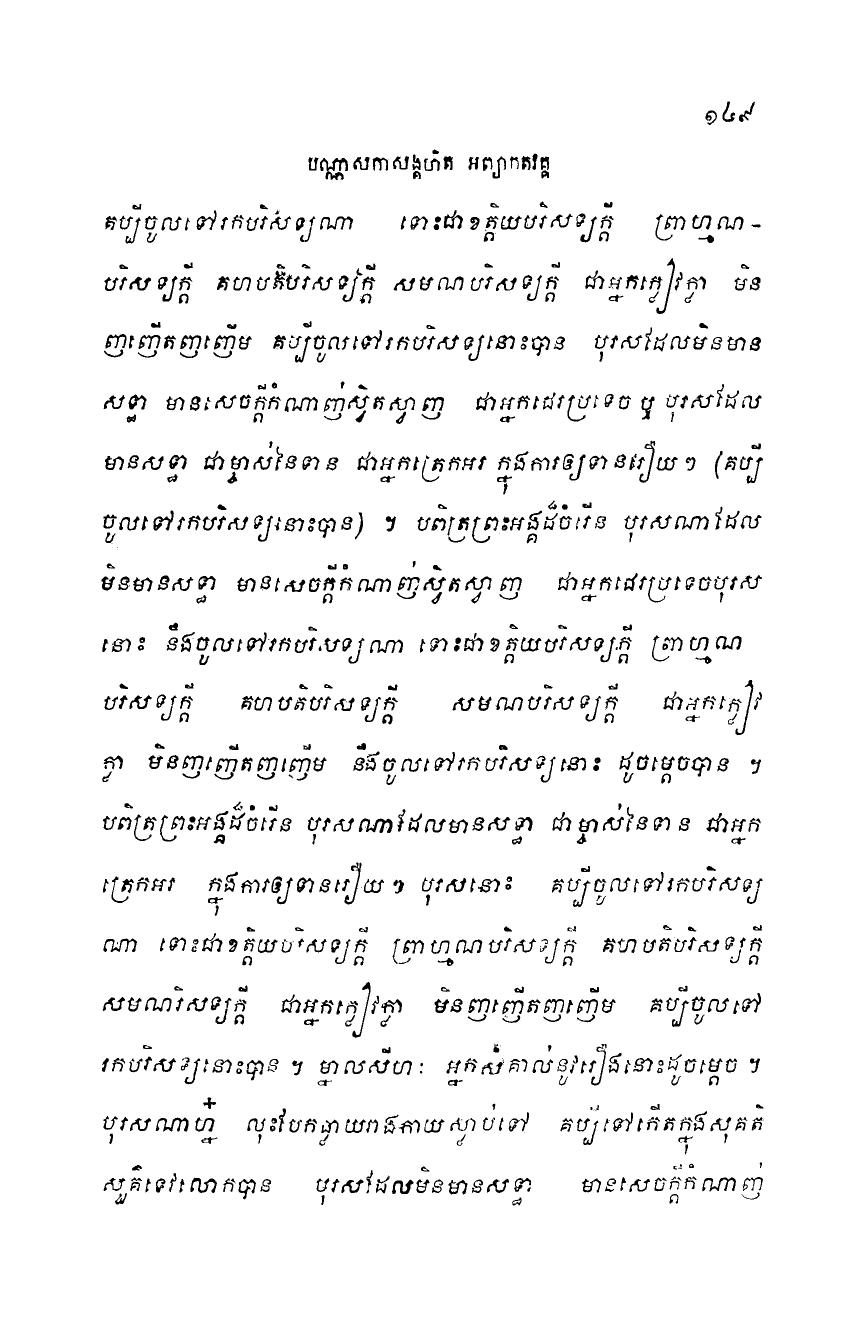 ១៤៩
បណ្ណាសកាសង្គហិត អព្យាកតវគ្គ
គប្បីចូលទៅរកបរិសទ្យណា ទោះជាខត្តិយបរិសទ្យក្តី ព្រាហ្មណ-
បរិសទ្យក្តី គហបតិបរិសទ្យក្តី សមណបរិសទ្យក្តី ជាអ្នកក្លៀវក្លា មិន
ញញើតញញើម គប្បីចូលទៅរកបរិសទ្យនោះបាន បុរសដែលមិនមាន
សទ្ធា មានសេចក្តីកំណាញ់ស្វិតស្វាញ ជាអ្នកជេរប្រទេច ឬ បុរសដែល
មានសទ្ធា ជាម្ចាស់នៃទាន ជាអ្នកត្រេកអរ ក្នុងការឲ្យទានរឿយៗ (គប្បី
ចូលទៅរកបរិសទ្យនោះបាន) ។ បពិត្រព្រះអង្គដ៏ចំរើន បុរសណាដែល
មិនមានសទ្ធា មានសេចក្តីកំណាញ់ស្វិតស្វាញ ជាអ្នកជេរប្រទេចបុរស
នោះ នឹងចូលទៅរកបរិសទ្យណា ទោះជាខត្តិយបរិសទ្យក្តី ព្រាហ្មណ
បរិសទ្យក្តី គហបតិបរិសទ្យក្តី សមណបរិសទ្យក្តី ជាអ្នកក្លៀវ
ក្លា មិនញញើតញញើម នឹងចូលទៅរកបរិសទ្យនោះ ដូចម្តេចបាន ។
បពិត្រព្រះអង្គដ៏ចំរើន បុរសណាដែលមានសទ្ធា ជាម្ចាស់នៃទាន ជាអ្នក
ត្រេកអរ ក្នុងការឲ្យទានរឿយៗ បុរសនោះ គប្បីចូលទៅរកបរិសទ្យ
ណា ទោះជាខត្តិយបរិសទ្យក្តី ព្រាហ្មណបរិសទ្យក្តី គហបតិបរិសទ្យក្តី
សមណរិសទ្យក្តី ជាអ្នកក្លៀវក្លា មិនញញើតញញើម គប្បីចូលទៅ
រកបរិសទ្យនោះបាន ។ ម្នាលសីហៈ អ្នកសំគាល់នូវរឿងនោះដូចម្តេច ។
បុរសណាហ្ន៎ លុះបែកធ្លាយរាងកាយស្លាប់ទៅ គប្បីទៅកើតក្នុងសុគតិ
សួគ៌ទេវលោកបាន បុរសដែលមិនមានសទ្ធា មានសេចក្តីកំណាញ់